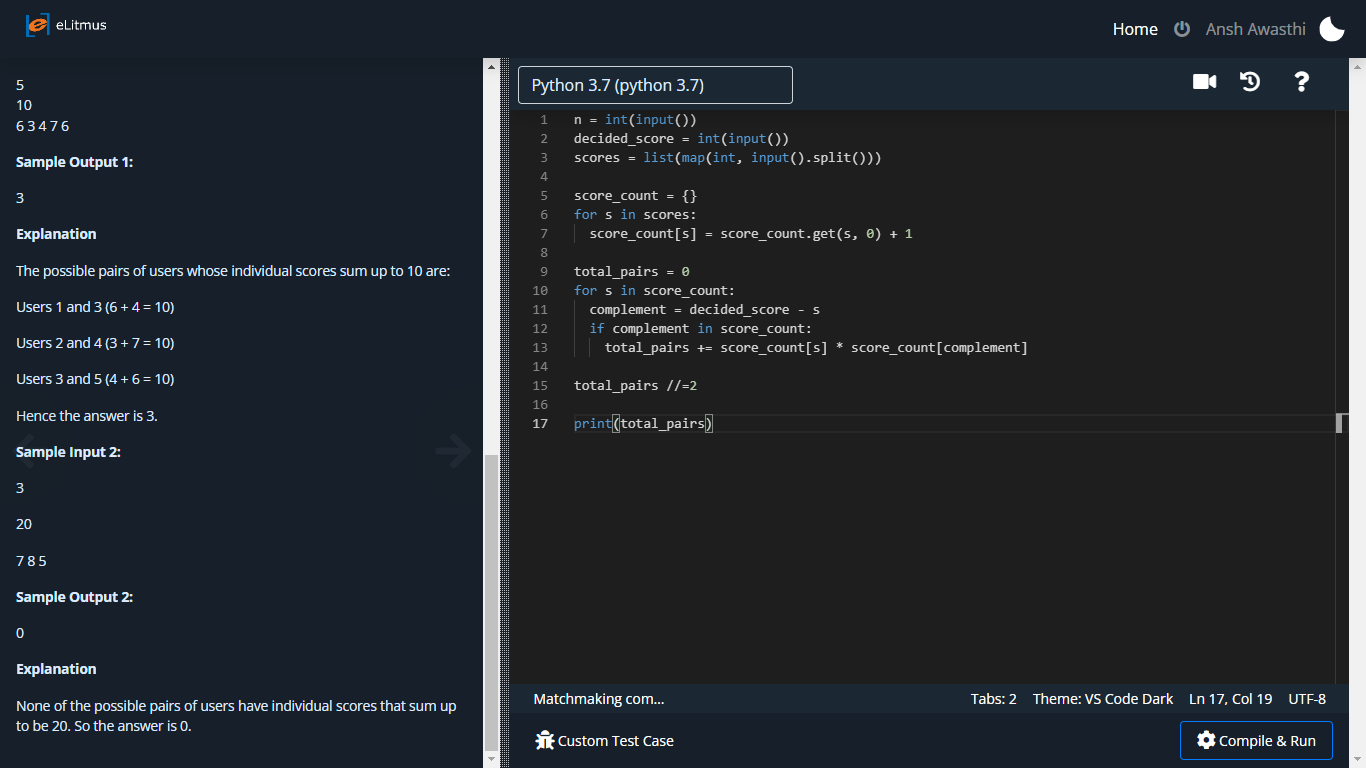 eLitmus
Home Ansh Awasthi
5
10
6 3 4 7 6
Sample Output 1:
3
Explanation
The possible pairs of users whose individual scores sum up to 10 are:
Users 1 and 3 (6 + 4 = 10)
Users 2 and 4 (3 + 7 = 10)
Users 3 and 5 (4 + 6 = 10)
Hence the answer is 3.
Sample Input 2:
3
20
7 8 5
Sample Output 2:
0
Explanation
None of the possible pairs of users have individual scores that sum up
to be 20. So the answer is 0.
Python 3.7 (python 3.7)
1 n = int(input())
2 decided_score = int(input())
3 scores = list(map(int, input().split()))
4
5 score_count = {}
6 for s in scores:
7 score_count[s] = score_count.get(s, 0) + 1
8
9 total_pairs = 0
10 for s in score_count:
11 complement = decided_score - s
12 if complement in score_count:
13 total_pairs += score_count[s] * score_count[complement]
14
15 total_pairs //=2
16
17 print(total_pairs)
Matchmaking com... Tabs: 2 Theme: VS Code Dark Ln 17, Col 19 UTF-8
Custom Test Case Compile & Run